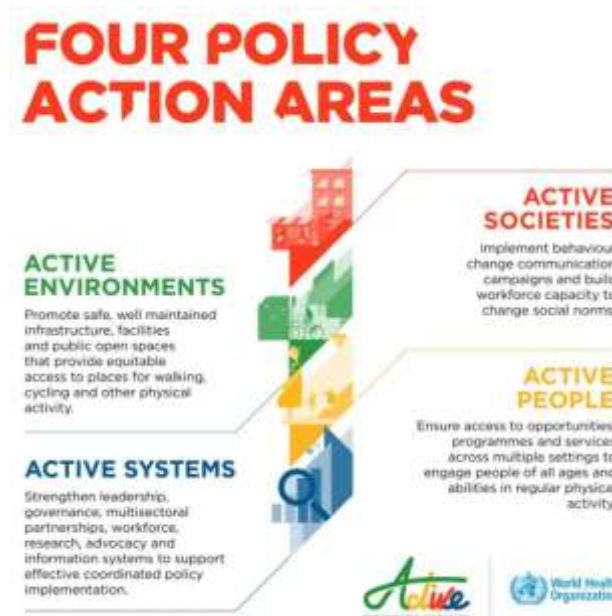 FOUR POLICY
ACTION AREAS
ACTIVE
SOCIETIES
Implement behaviou
change communication
campaigns and build
workforce capacity to
change social norms
ACTIVE
ENVIRONMENTS
Promote safe, well maintained
infrastructure, facilities
and public open spaces
that provide equitable
access to places for walking,
cycling and other physical
activity.
ACTIVE
PEOPLE
Ensure access to opportunities
programmes and services
across multiple settings to
engage people of all ages and
abilities in regular physica
activity
ACTIVE SYSTEMS
Strengthen leadership,
governance, multisectoral
partnerships, workforce,
research, advocacy and
information systems to support
effective coordinated policy
implementation.
Active
World Healt
Organizatio